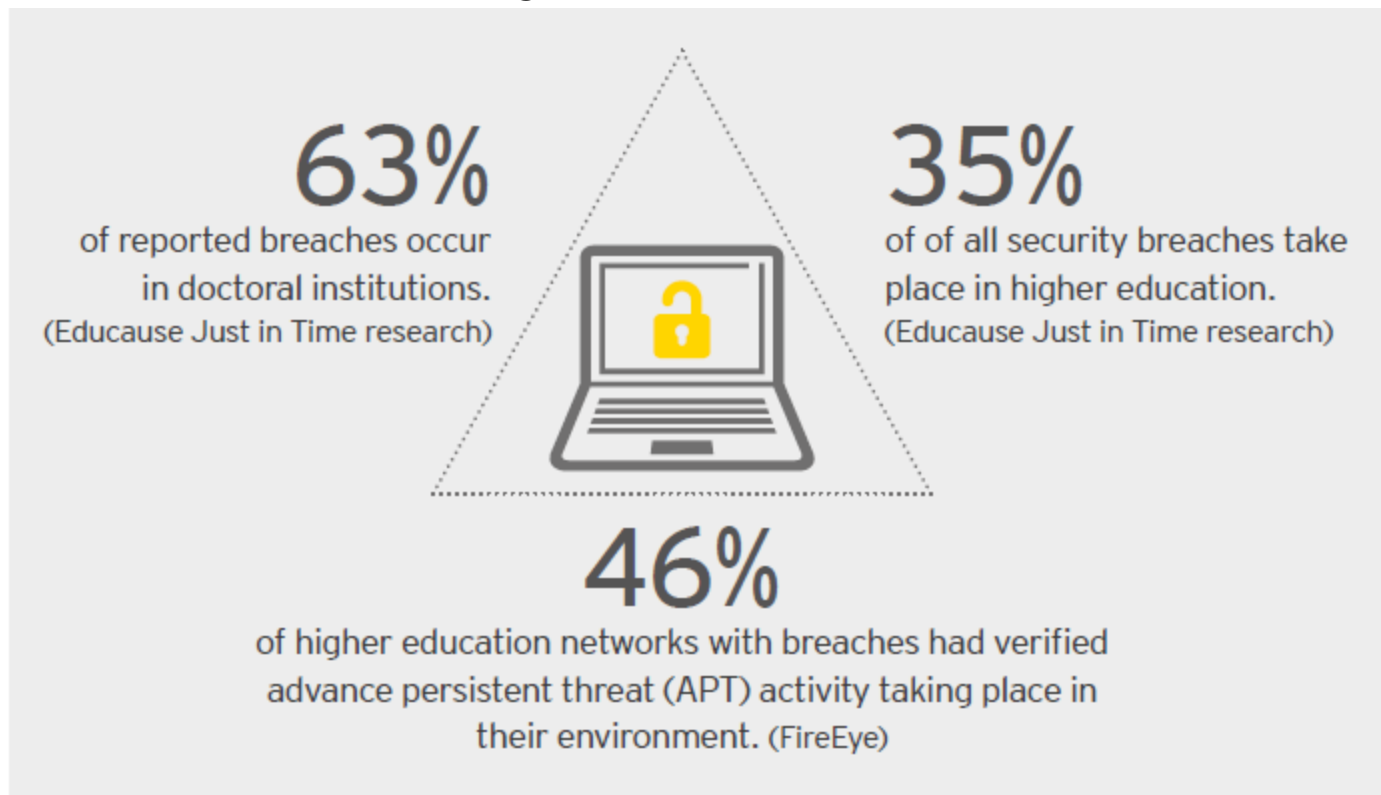 63%
of reported breaches occur
in doctoral institutions.
(Educause Just in Time research)
35%
of of all security breaches take
place in higher education.
(Educause Just in Time research)
46%
of higher education networks with breaches had verified
advance persistent threat (APT) activity taking place in
their environment. (FireEye)